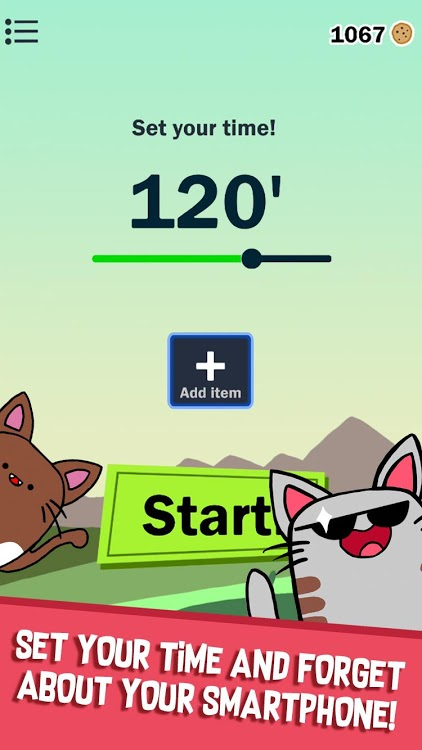 1067
Set your time!
120'
Add item
Start!
SET YOUR TIME AND FORGET
ABOUT YOUR SMARTPHONE!